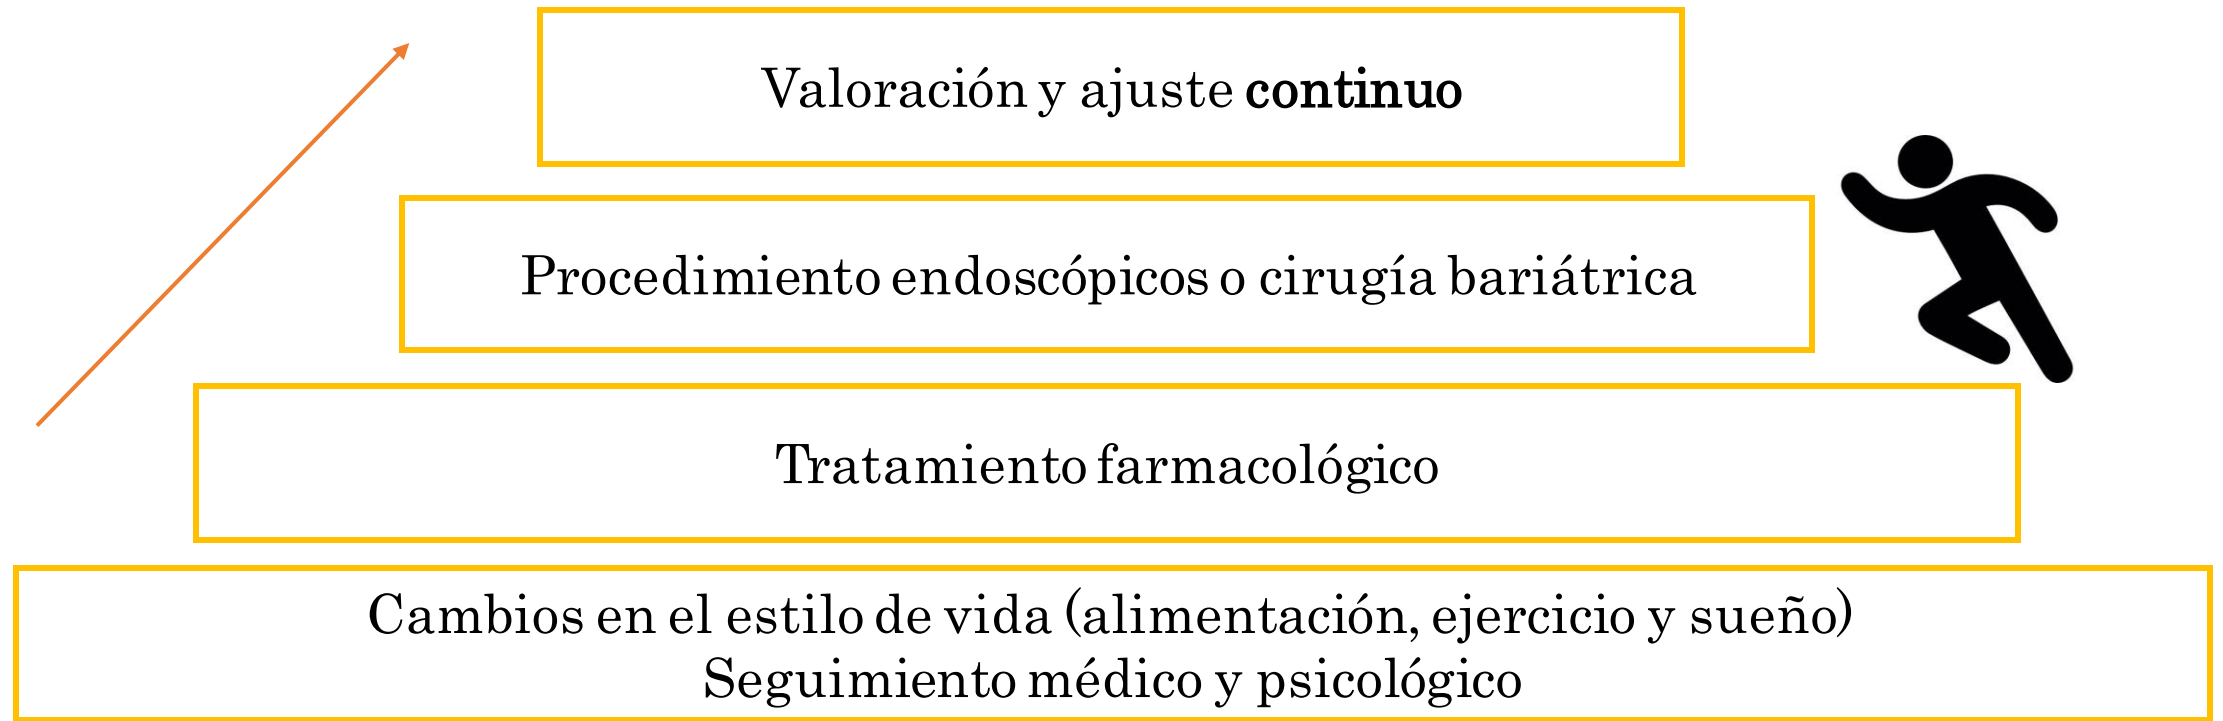 Valoración y ajuste continuo
Procedimiento endoscópicos o cirugía bariátrica
Tratamiento farmacológico
Cambios en el estilo de vida (alimentación, ejercicio y sueño)
Seguimiento médico y psicológico